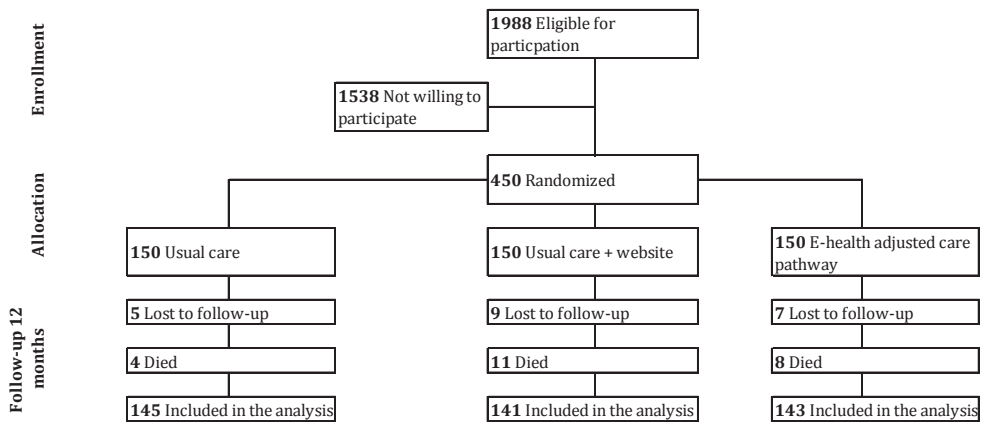 Enrollment
1988 Eligible for
particpation
1538 Not willing to
participate
Allocation
450 Randomized
150 Usual care
150 Usual care + website
150 E-health adjusted care
pathway
Follow-up 12
months
5 Lost to follow-up
9 Lost to follow-up
7 Lost to follow-up
4 Died
11 Died
8 Died
145 Included in the analysis
141 Included in the analysis
143 Included in the analysis